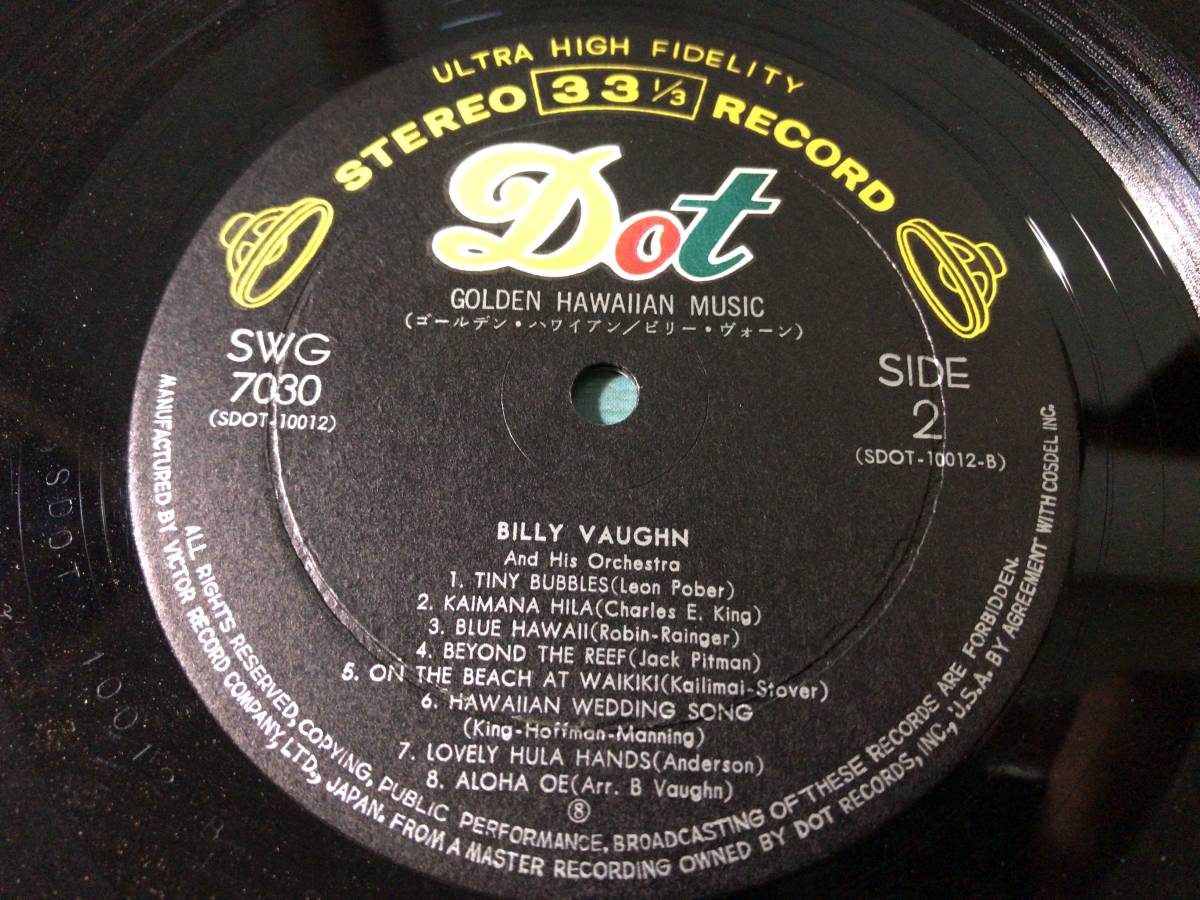 ULTRA HIGH FIDELITY
STEREO 33 1/3 RECORD
Dot
GOLDEN HAWAIIAN MUSIC
(ゴールデン・ハワイアン/ビリー・ヴォーン)
SWG
7030
(SDOT-10012)
SIDE
2
(SDOT-10012-B)
BILLY VAUGHN
And His Orchestra
1. TINY BUBBLES(Leon Pober)
2. KAIMANA HILA(Charles E. King)
3. BLUE HAWAII(Robin-Rainger)
4. BEYOND THE REEF(Jack Pitman)
5. ON THE BEACH AT WAIKIKI(Kailimai-Stover)
6. HAWAIIAN WEDDING SONG
(King-Hoffman-Manning)
7. LOVELY HULA HANDS(Anderson)
8. ALOHA OE(Arr. B Vaughn)
⑧
ALL RIGHTS RESERVED, COPYING, PUBLIC PERFORMANCE, BROADCASTING OF THESE RECORDS ARE FORBIDDEN.
MANUFACTURED BY VICTOR RECORD COMPANY, LTD, JAPAN. FROM A MASTER RECORDING OWNED BY DOT RECORDS, INC., U.S.A. BY AGREEMENT WITH COSDEL INC.
SDOT